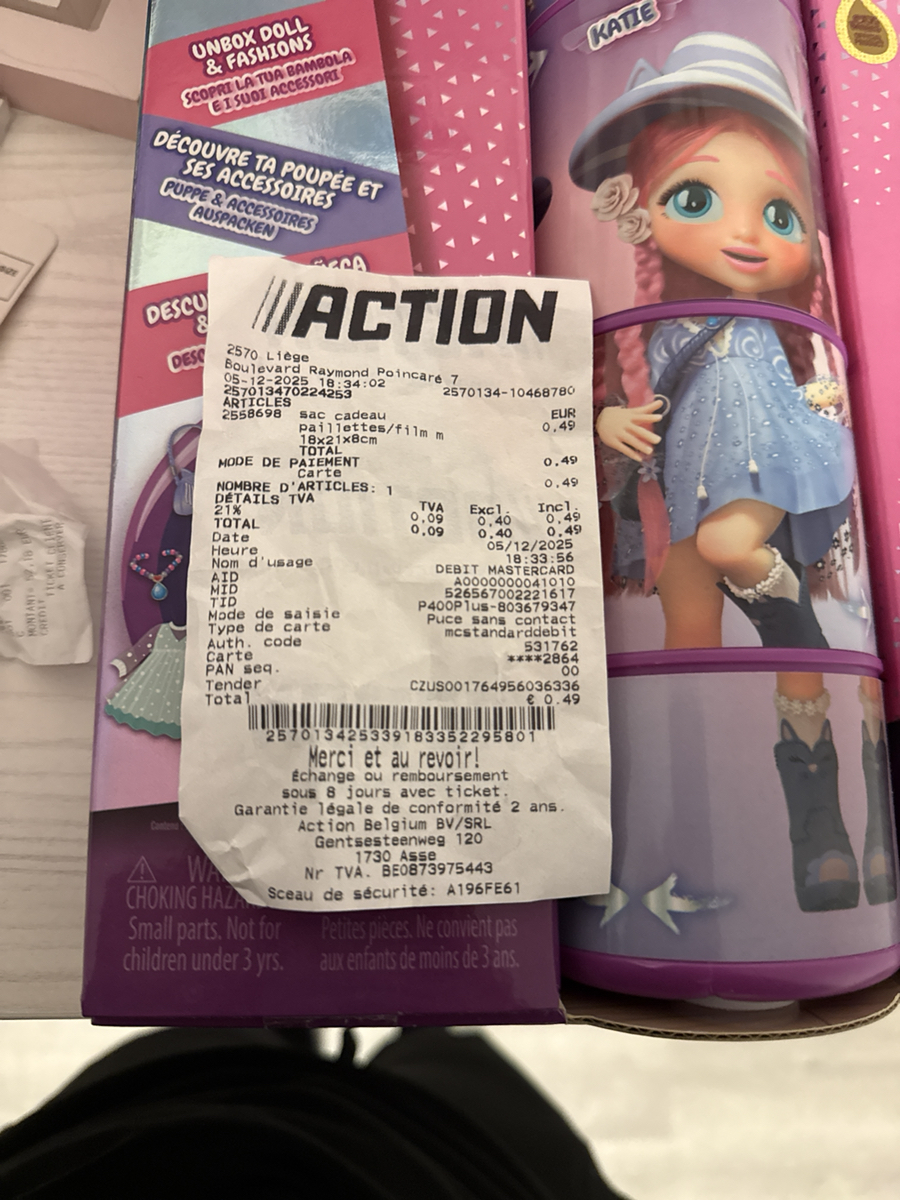 UNBOX DOLL
& FASHIONS
SCOPRI LA TUA BAMBOLA
E I SUOI ACCESSORI
DÉCOUVRE TA POUPÉE ET
SES ACCESSOIRES
PUPPE & ACCESSOIRES
AUSPACKEN
KATIE
ACTION
2570 Liège
Boulevard Raymond Poincaré 7
05-12-2025 18:34:02
257013470224253 2570134-10468780
ARTICLES EUR
2558698 sac cadeau 0.49
paillettes/film m
18x21x8cm
TOTAL 0.49
MODE DE PAIEMENT
Carte 0.49
NOMBRE D'ARTICLES: 1
DÉTAILS TVA
TVA Excl. Incl.
21% 0.09 0.40 0.49
TOTAL 0.09 0.40 0.49
Date 05/12/2025
Heure 18:33:56
Nom d'usage DEBIT MASTERCARD
AID A0000000041010
MID 526567002221617
TID P400Plus-803679347
Mode de saisie Puce sans contact
Type de carte mcstandarddebit
Auth. code 531762
Carte ****2864
PAN seq. 00
Tender CZUS001764956036336
Total € 0.49
257013425339183352295801
Merci et au revoir!
Échange ou remboursement
sous 8 jours avec ticket.
Garantie légale de conformité 2 ans.
Action Belgium BV/SRL
Gentsesteenweg 120
1730 Asse
Nr TVA. BE0873975443
Sceau de sécurité: A196FE61
CHOKING HAZA
Small parts. Not for
children under 3 yrs.
Petites pièces. Ne convient pas
aux enfants de moins de 3 ans.
TICKET CLIENT
A CONSERVER